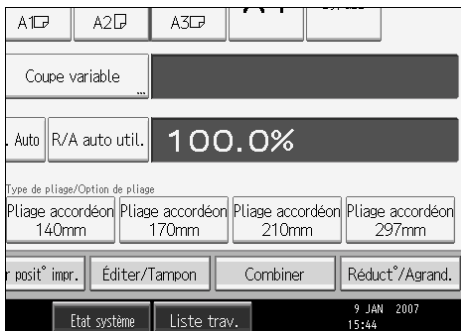 A1 A2 A3
Coupe variable
...
. Auto R/A auto util. 100.0%
Type de pliage/Option de pliage
Pliage accordéon Pliage accordéon Pliage accordéon Pliage accordéon
140mm 170mm 210mm 297mm
r posit° impr. Éditer/Tampon Combiner Réduct°/Agrand.
Etat système Liste trav. 9 JAN 2007
15:44